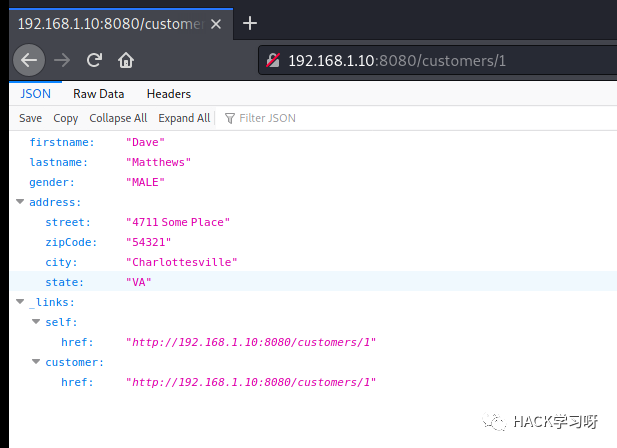 192.168.1.10:8080/custome
192.168.1.10:8080/customers/1
JSON Raw Data Headers
Save Copy Collapse All Expand All Filter JSON
firstname: "Dave"
lastname: "Matthews"
gender: "MALE"
address:
street: "4711 Some Place"
zipCode: "54321"
city: "Charlottesville"
state: "VA"
_links:
self:
href: "http://192.168.1.10:8080/customers/1"
customer:
href: "http://192.168.1.10:8080/customers/1"
HACK学习呀